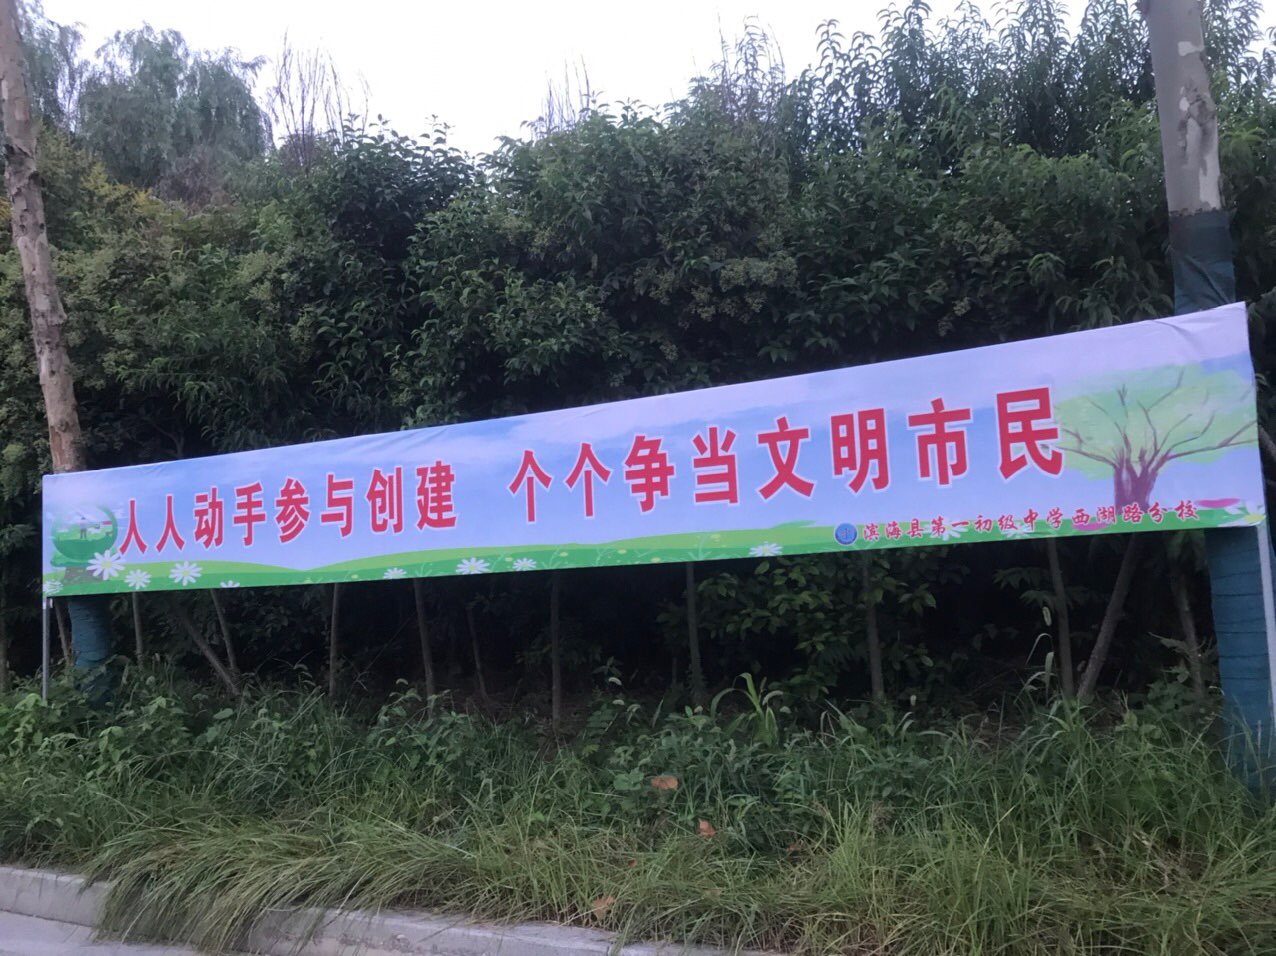 人人动手参与创建 个个争当文明市民
滨海县第一初级中学西湖路分校